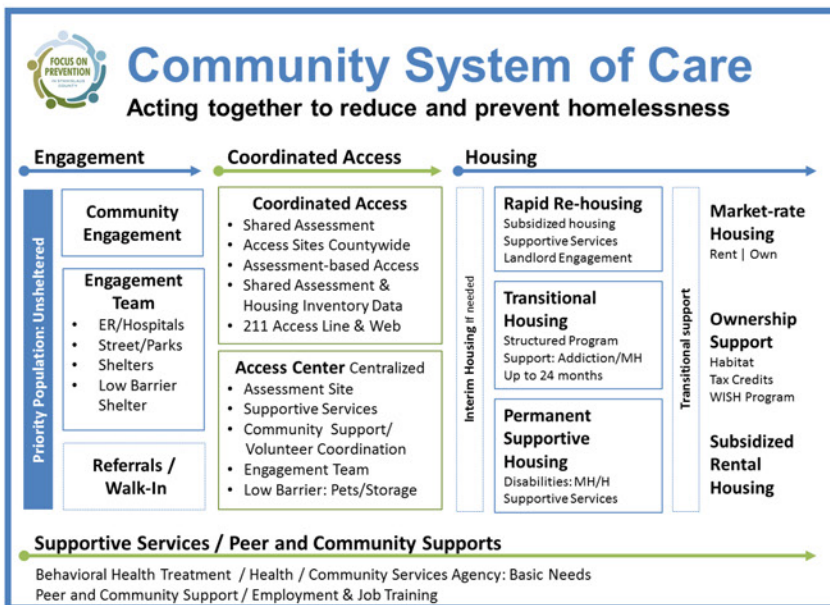 FOCUS ON
PREVENTION
IN STANISLAUS
COUNTY
Community System of Care
Acting together to reduce and prevent homelessness
Engagement
Coordinated Access
Housing
Priority Population: Unsheltered
Community
Engagement
Engagement
Team
• ER/Hospitals
• Street/Parks
• Shelters
• Low Barrier
Shelter
Referrals /
Walk-In
Coordinated Access
• Shared Assessment
• Access Sites Countywide
• Assessment-based Access
• Shared Assessment &
Housing Inventory Data
• 211 Access Line & Web
Access Center Centralized
• Assessment Site
• Supportive Services
• Community Support/
Volunteer Coordination
• Engagement Team
• Low Barrier: Pets/Storage
Interim Housing If needed
Rapid Re-housing
Subsidized housing
Supportive Services
Landlord Engagement
Transitional
Housing
Structured Program
Support: Addiction/MH
Up to 24 months
Permanent
Supportive
Housing
Disabilities: MH/H
Supportive Services
Transitional support
Market-rate
Housing
Rent | Own
Ownership
Support
Habitat
Tax Credits
WISH Program
Subsidized
Rental
Housing
Supportive Services / Peer and Community Supports
Behavioral Health Treatment / Health / Community Services Agency: Basic Needs
Peer and Community Support / Employment & Job Training